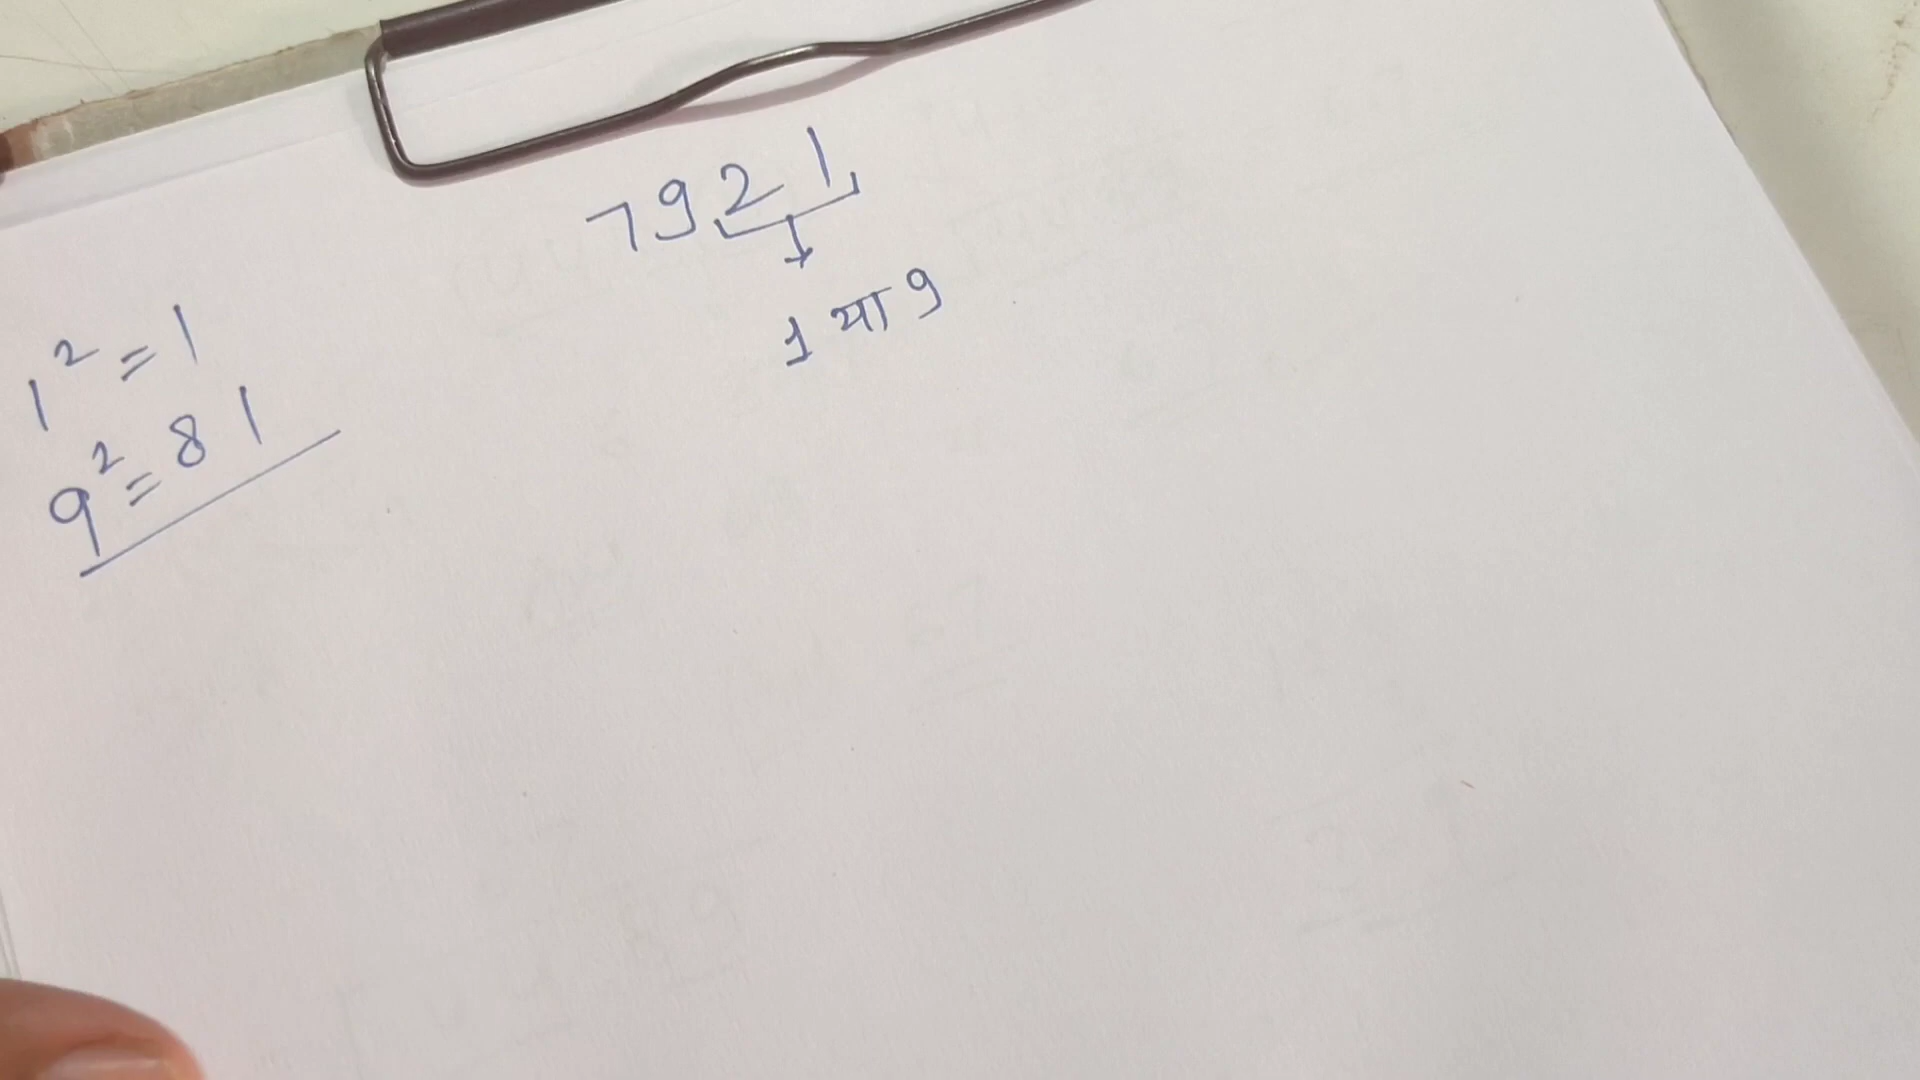 7921
1 या 9
1² = 1
9² = 81